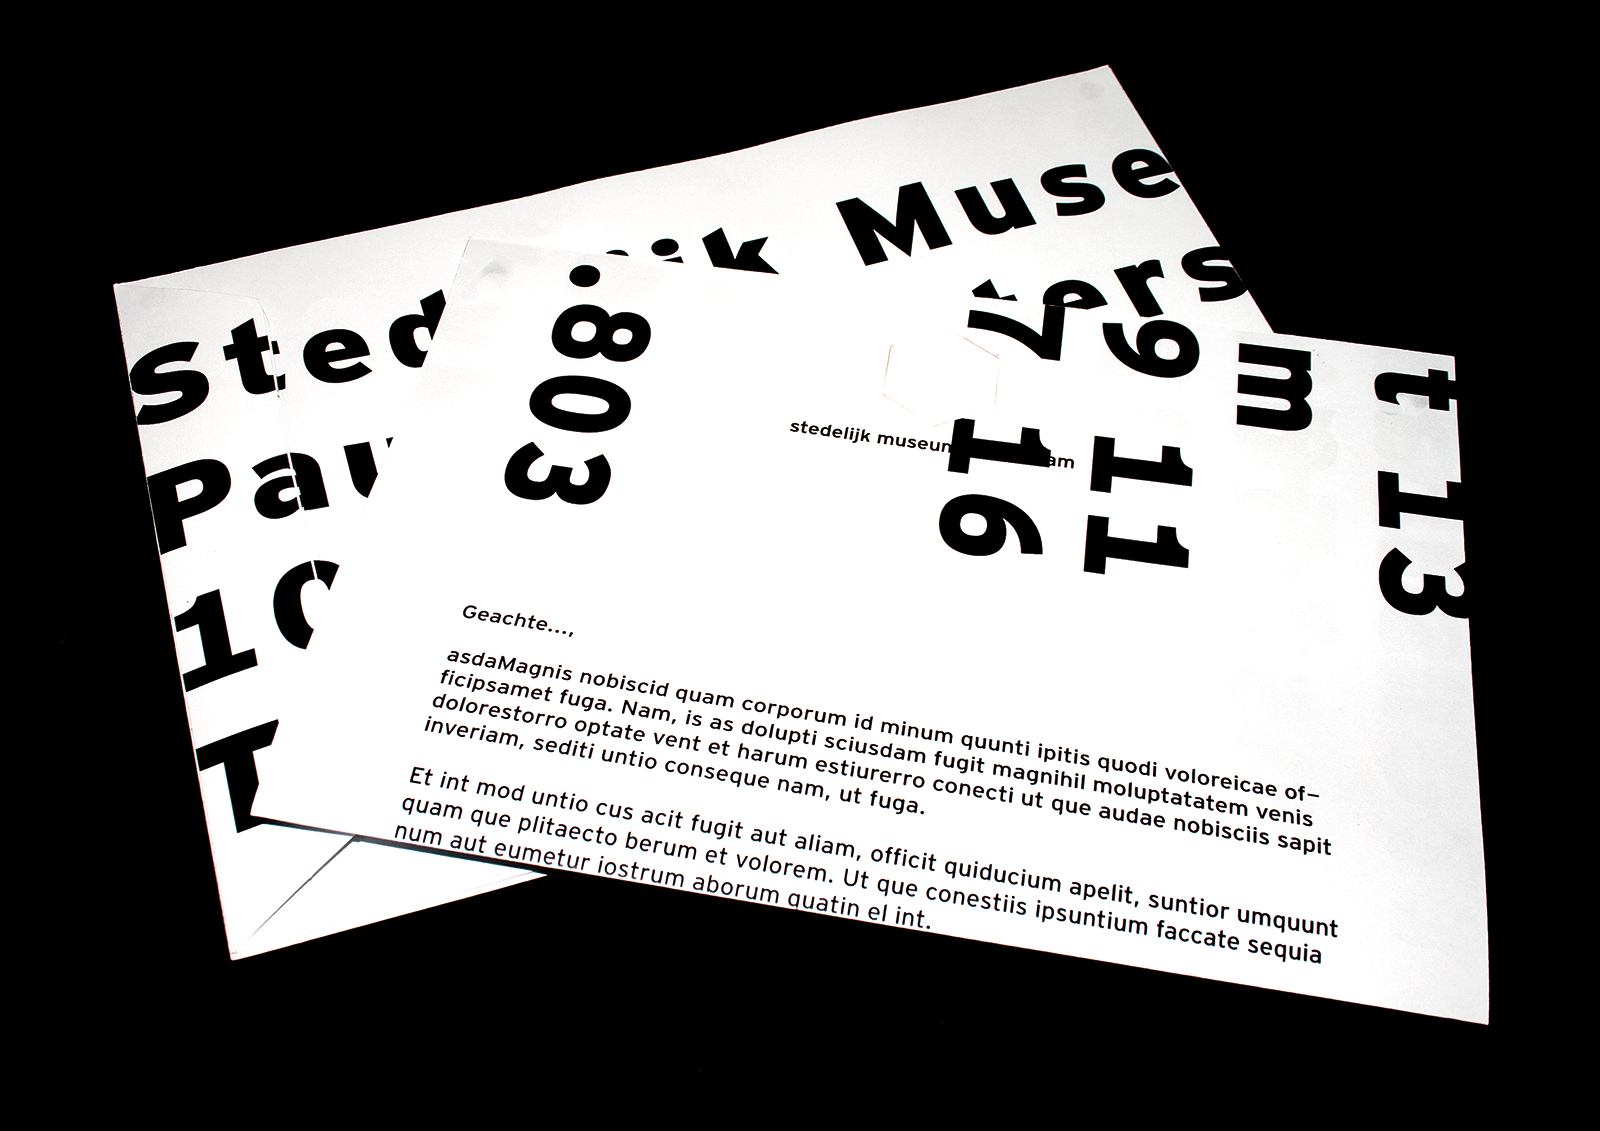 Stedelijk Muse
Pau ters
10
T
.803
7 16
9 11 11
m
t 13
stedelijk museum am
Geachte...,
asdaMagnis nobiscid quam corporum id minum quunti ipitis quodi voloreicae of–
ficipsamet fuga. Nam, is as dolupti sciusdam fugit magnihil moluptatatem venis
dolorestorro optate vent et harum estiurerro conecti ut que audae nobisciis sapit
inveriam, sediti untio conseque nam, ut fuga.
Et int mod untio cus acit fugit aut aliam, officit quiducium apelit, suntior umquunt
quam que plitaecto berum et volorem. Ut que conestiis ipsuntium faccate sequia
num aut eumetur iostrum aborum quatin el int.